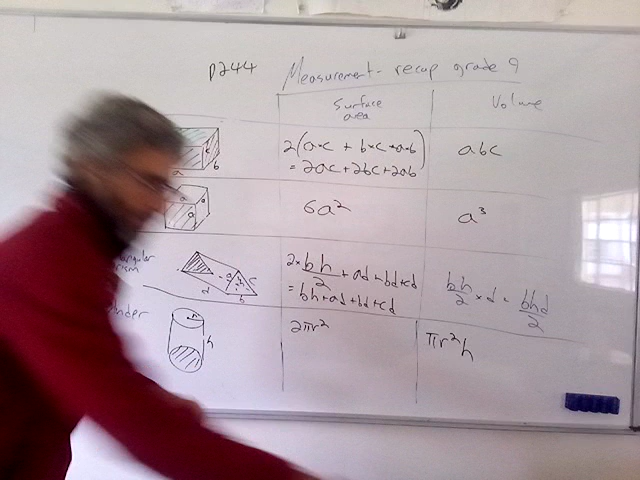 p244 Measurement - recap grade 9
Surface area
Volume
2(a×c + b×c + a×b)
= 2ac + 2bc + 2ab
abc
a
b
c
6a²
a³
a
2×bh/2 + ad + bd + cd
= bh + ad + bd + cd
bh/2 × d = bhd/2
d
b
2πr²
πr²h
r
h